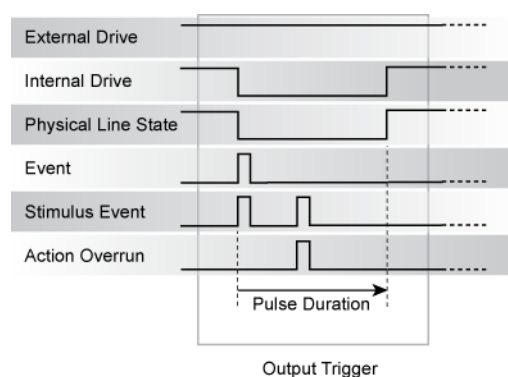 External Drive
Internal Drive
Physical Line State
Event
Stimulus Event
Action Overrun
Pulse Duration
Output Trigger